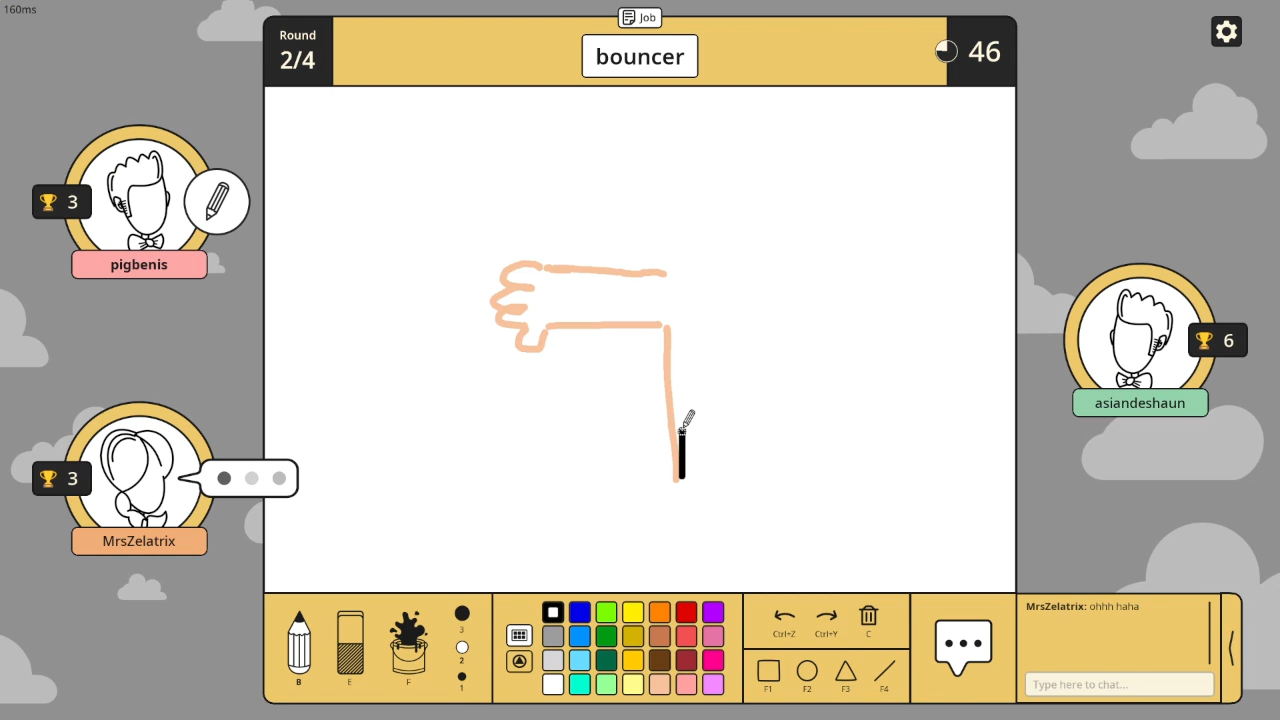 160ms
Job
Round
2/4
bouncer
46
3
pigbenis
3
MrsZelatrix
6
asiandeshaun
B
E
F
3
2
1
Ctrl+Z
Ctrl+Y
C
F1
F2
F3
F4
MrsZelatrix: ohhh haha
Type here to chat...